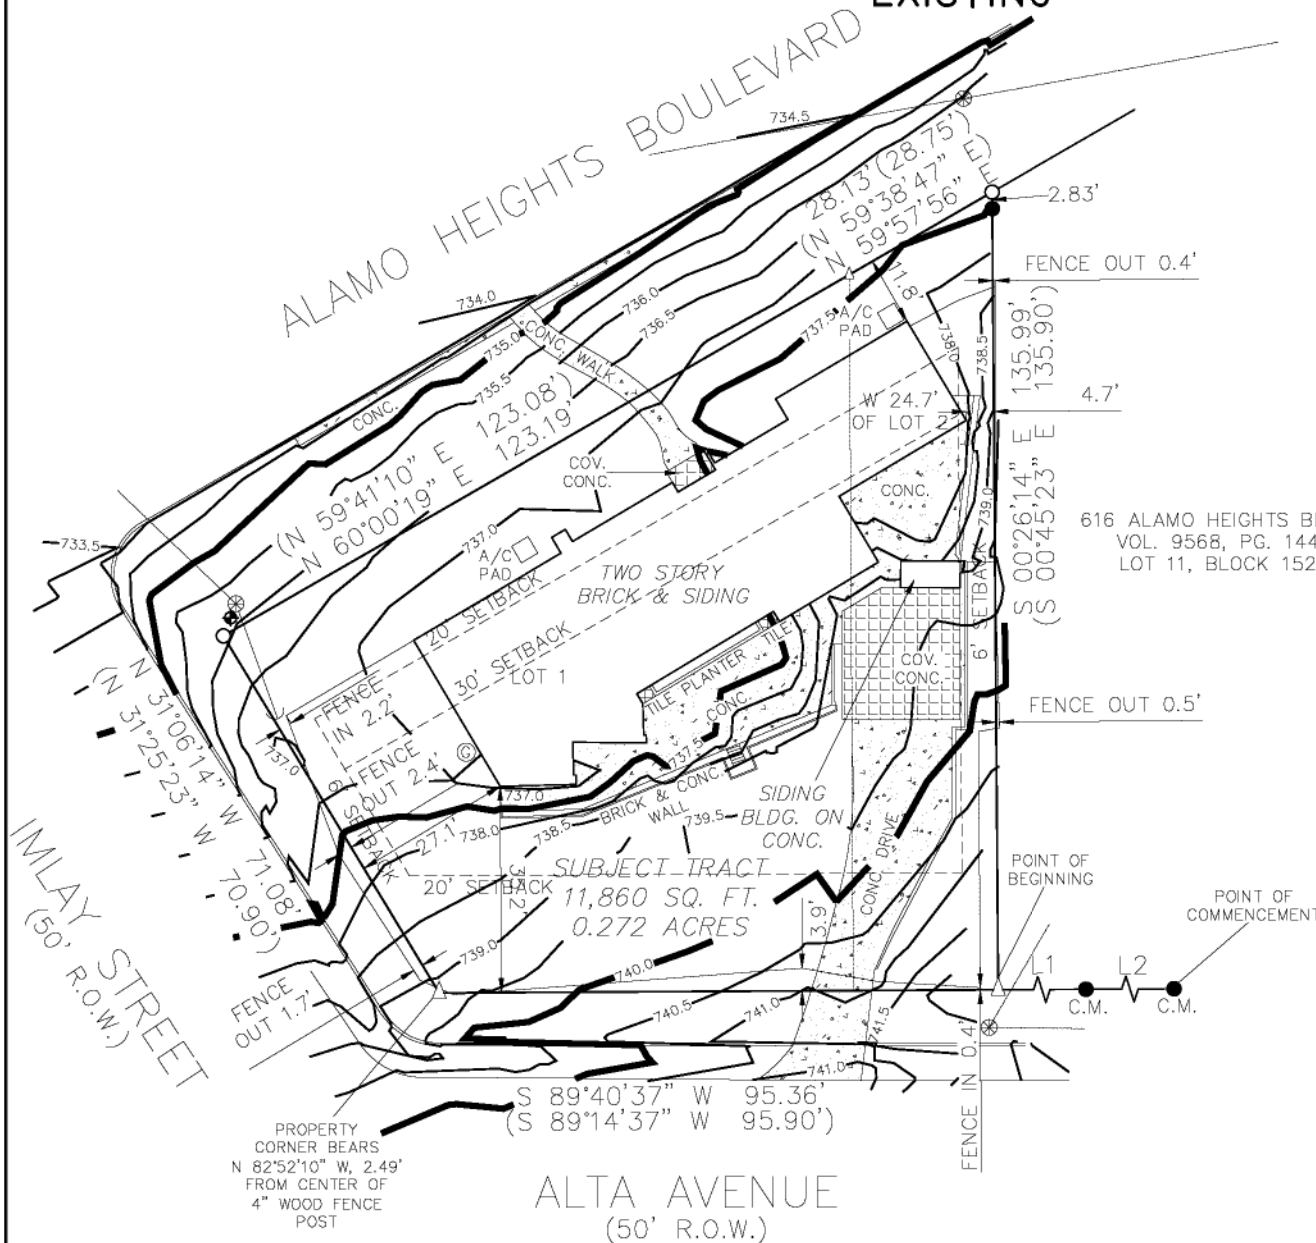 ALAMO HEIGHTS BOULEVARD
734.5
28.13' (28.75')
(N 59°38'47" E)
N 59°57'56" E
2.83'
FENCE OUT 0.4'
734.0
736.0
736.5
735.0
735.5
CONC. WALK
CONC.
737.5
A/C
PAD
11.8'
738.0
738.5
135.99'
135.90')
S 00°26'14" E
(S 00°45'23" E
4.7'
W 24.7'
OF LOT 2
(N 59°41'10" E 123.08')
N 60°00'19" E 123.19'
COV.
CONC.
CONC.
739.0
616 ALAMO HEIGHTS
VOL. 9568, PG. 144
LOT 11, BLOCK 152
733.5
737.0
A/C
PAD
TWO STORY
BRICK & SIDING
20' SETBACK
30' SETBACK
LOT 1
TILE PLANTER TILE
CONC.
COV.
CONC.
6' SETBACK
FENCE OUT 0.5'
N 31°06'14" W 71.08'
(N 31°25'23" W 70.90')
FENCE
IN 2.2'
FENCE
OUT 2.4'
G
737.0
6' SETBACK
737.0
737.5
BRICK & CONC.
WALL
738.0
738.5
739.5
27.1'
SIDING
BLDG. ON
CONC.
CONC. DRIVE
20' SETBACK
SUBJECT TRACT
11,860 SQ. FT.
0.272 ACRES
3.9'
POINT OF
BEGINNING
POINT OF
COMMENCEMENT
IMLAY STREET
(50' R.O.W.)
739.0
740.0
740.5
741.0
741.5
741.0
L1
L2
C.M.
C.M.
FENCE
OUT 1.7'
FENCE IN 0.4'
S 89°40'37" W 95.36'
(S 89°14'37" W 95.90')
PROPERTY
CORNER BEARS
N 82°52'10" W, 2.49'
FROM CENTER OF
4" WOOD FENCE
POST
ALTA AVENUE
(50' R.O.W.)